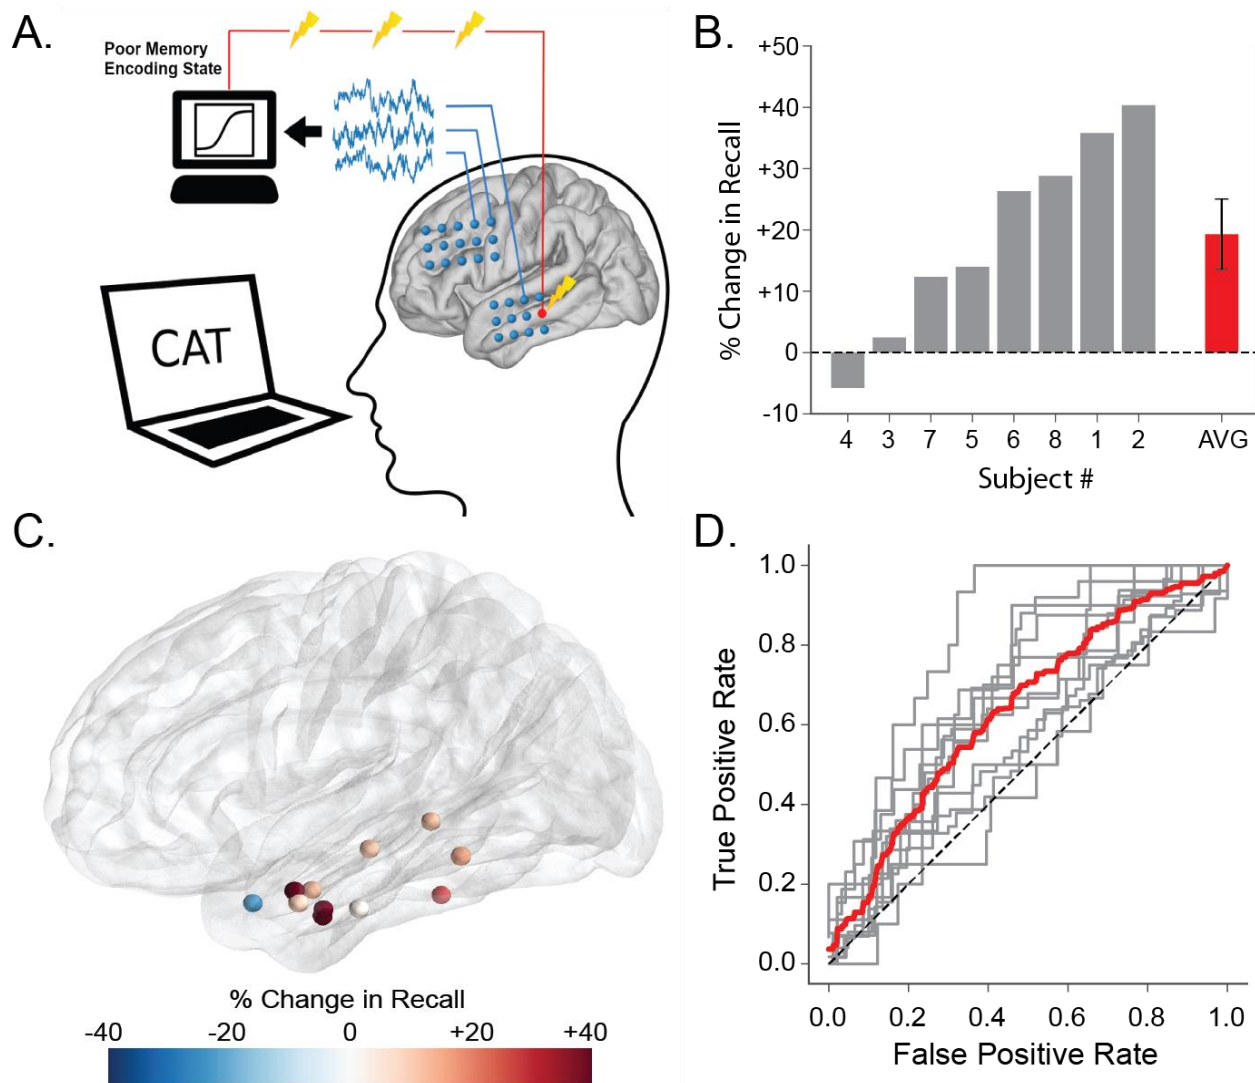 A.
Poor Memory
Encoding State
CAT
B.
% Change in Recall
+50
+40
+30
+20
+10
0
-10
4 3 7 5 6 8 1 2 AVG
Subject #
C.
% Change in Recall
-40 -20 0 +20 +40
D.
True Positive Rate
1.0
0.8
0.6
0.4
0.2
0.0
0.0 0.2 0.4 0.6 0.8 1.0
False Positive Rate